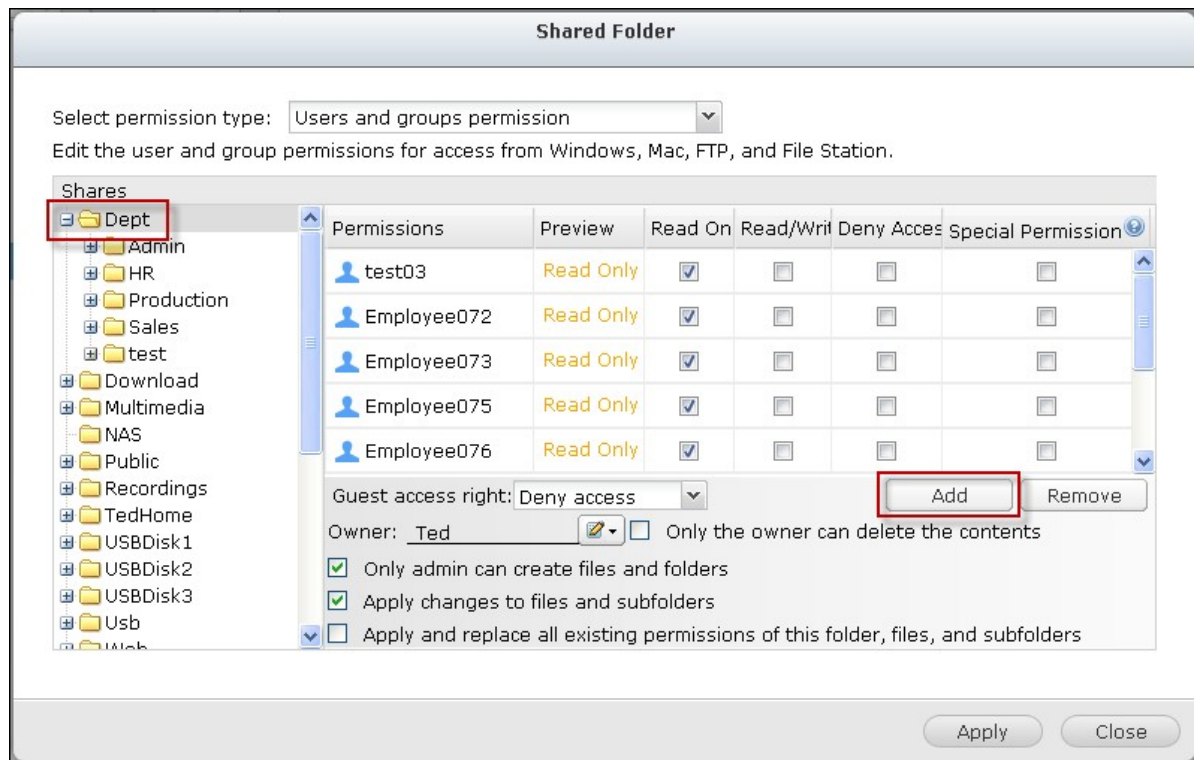 Shared Folder
Select permission type: Users and groups permission
Edit the user and group permissions for access from Windows, Mac, FTP, and File Station.
Shares
Dept
Admin
HR
Production
Sales
test
Download
Multimedia
NAS
Public
Recordings
TedHome
USBDisk1
USBDisk2
USBDisk3
Usb
Web
Permissions Preview Read On Read/Writ Deny Acces Special Permission
test03 Read Only
Employee072 Read Only
Employee073 Read Only
Employee075 Read Only
Employee076 Read Only
Guest access right: Deny access Add Remove
Owner: Ted Only the owner can delete the contents
Only admin can create files and folders
Apply changes to files and subfolders
Apply and replace all existing permissions of this folder, files, and subfolders
Apply Close